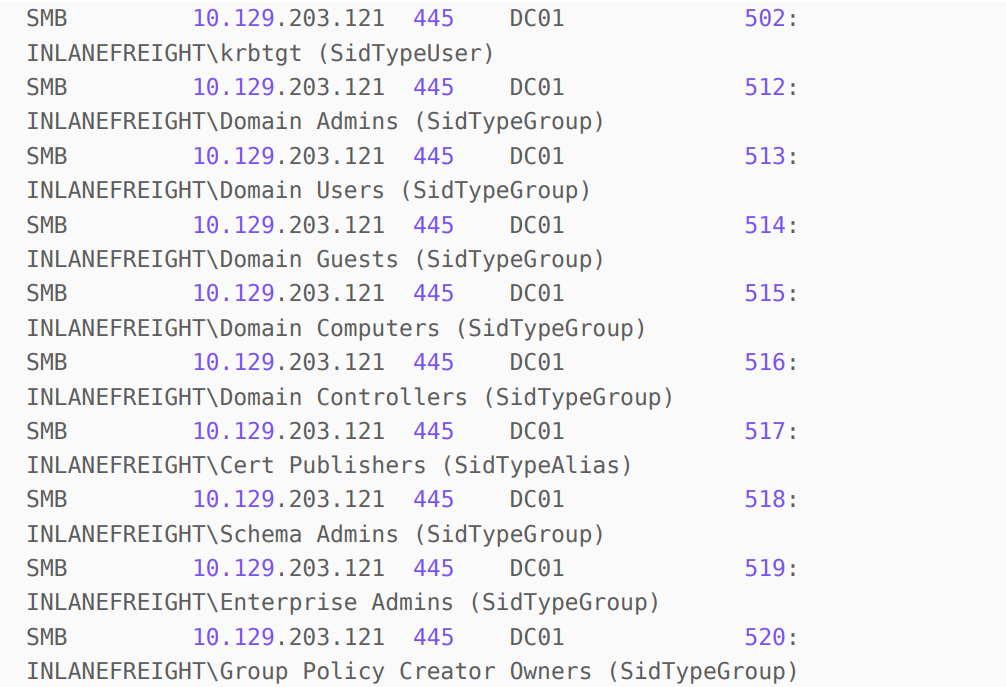 SMB 10.129.203.121 445 DC01 502:
INLANEFREIGHT\krbtgt (SidTypeUser)
SMB 10.129.203.121 445 DC01 512:
INLANEFREIGHT\Domain Admins (SidTypeGroup)
SMB 10.129.203.121 445 DC01 513:
INLANEFREIGHT\Domain Users (SidTypeGroup)
SMB 10.129.203.121 445 DC01 514:
INLANEFREIGHT\Domain Guests (SidTypeGroup)
SMB 10.129.203.121 445 DC01 515:
INLANEFREIGHT\Domain Computers (SidTypeGroup)
SMB 10.129.203.121 445 DC01 516:
INLANEFREIGHT\Domain Controllers (SidTypeGroup)
SMB 10.129.203.121 445 DC01 517:
INLANEFREIGHT\Cert Publishers (SidTypeAlias)
SMB 10.129.203.121 445 DC01 518:
INLANEFREIGHT\Schema Admins (SidTypeGroup)
SMB 10.129.203.121 445 DC01 519:
INLANEFREIGHT\Enterprise Admins (SidTypeGroup)
SMB 10.129.203.121 445 DC01 520:
INLANEFREIGHT\Group Policy Creator Owners (SidTypeGroup)